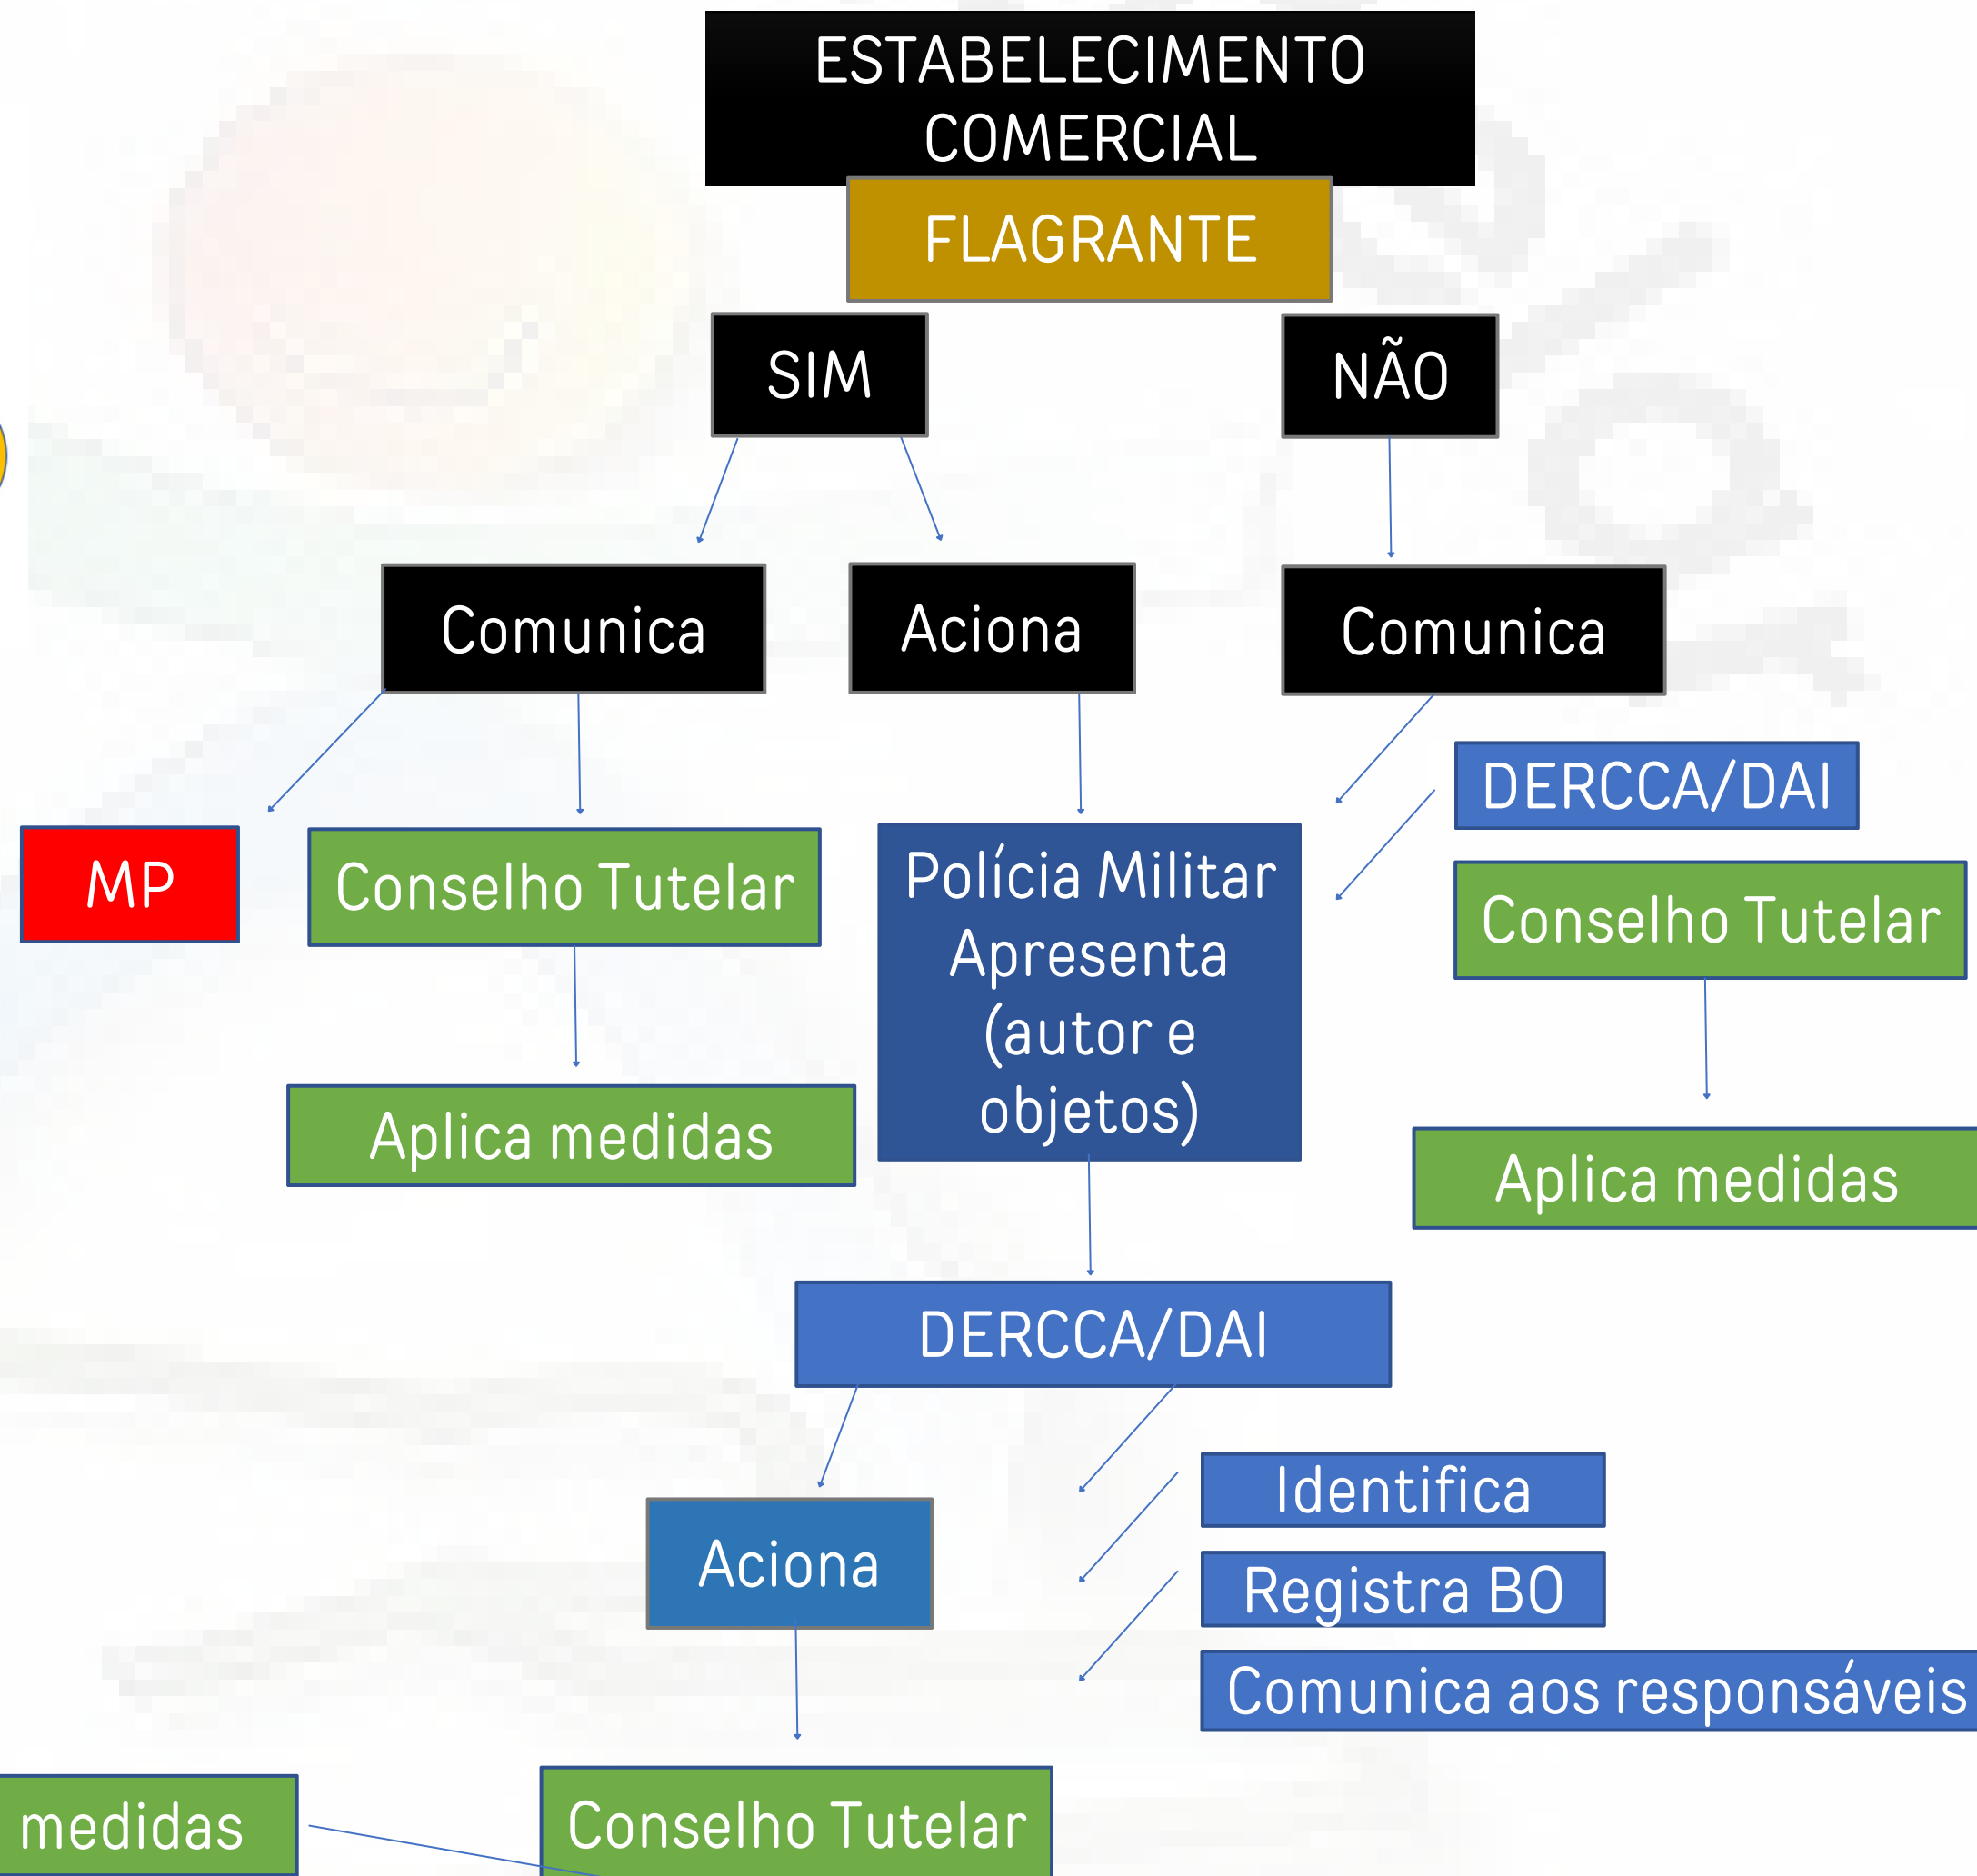 ESTABELECIMENTO
COMERCIAL
FLAGRANTE
SIM
NÃO
Comunica
Aciona
Comunica
DERCCA/DAI
MP
Conselho Tutelar
Polícia Militar
Apresenta
(autor e
objetos)
Conselho Tutelar
Aplica medidas
Aplica medidas
DERCCA/DAI
Identifica
Aciona
Registra BO
Comunica aos responsáveis
medidas
Conselho Tutelar